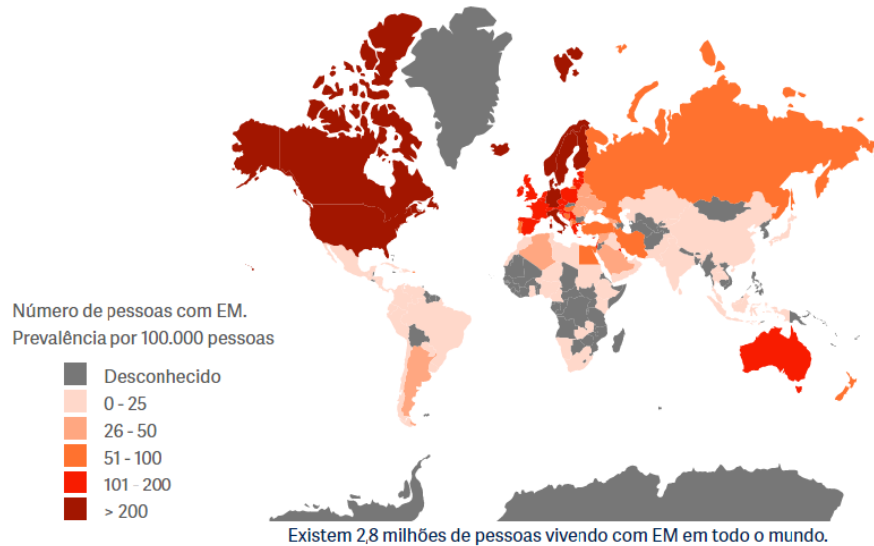 Número de pessoas com EM.
Prevalência por 100.000 pessoas
Desconhecido
0 - 25
26 - 50
51 - 100
101 - 200
> 200
Existem 2,8 milhões de pessoas vivendo com EM em todo o mundo.